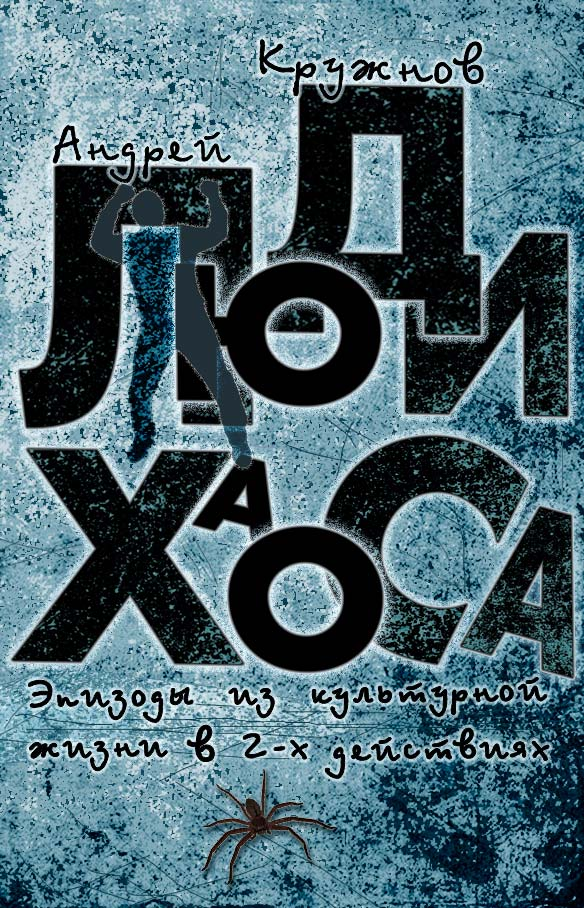 Андрей
Кружнов
ЛЮДИ
ХАОСА
Эпизоды из культурной
жизни в 2-х действиях